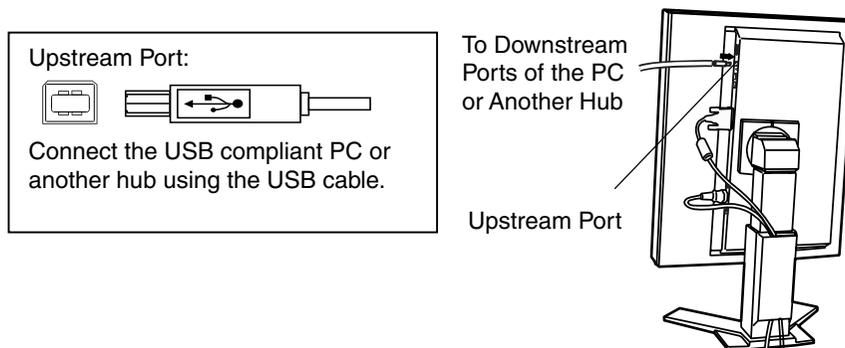 Upstream Port:
Connect the USB compliant PC or
another hub using the USB cable.
To Downstream
Ports of the PC
or Another Hub
Upstream Port